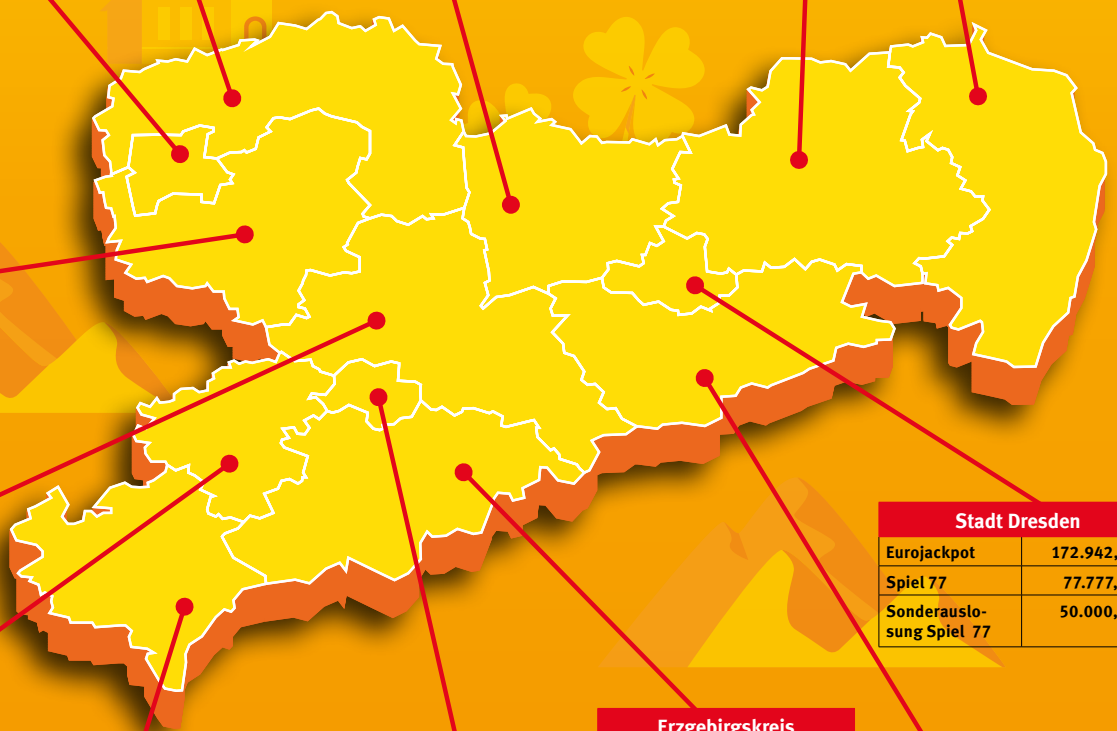 Stadt Dresden
Eurojackpot 172.942,
Spiel 77 77.777,
Sonderauslo-
sung Spiel 77 50.000,
Erzgebirgskreis